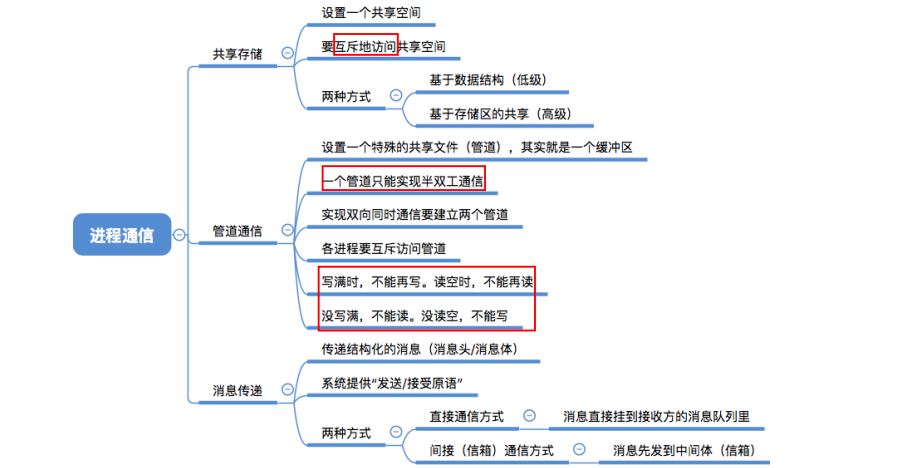 设置一个共享空间
要互斥地访问共享空间
共享存储
基于数据结构（低级）
两种方式
基于存储区的共享（高级）
设置一个特殊的共享文件（管道），其实就是一个缓冲区
一个管道只能实现半双工通信
实现双向同时通信要建立两个管道
进程通信
管道通信
各进程要互斥访问管道
写满时，不能再写。读空时，不能再读
没写满，不能读。没读空，不能写
传递结构化的消息（消息头/消息体）
消息传递
系统提供“发送/接受原语”
直接通信方式
消息直接挂到接收方的消息队列里
两种方式
间接（信箱）通信方式
消息先发到中间体（信箱）